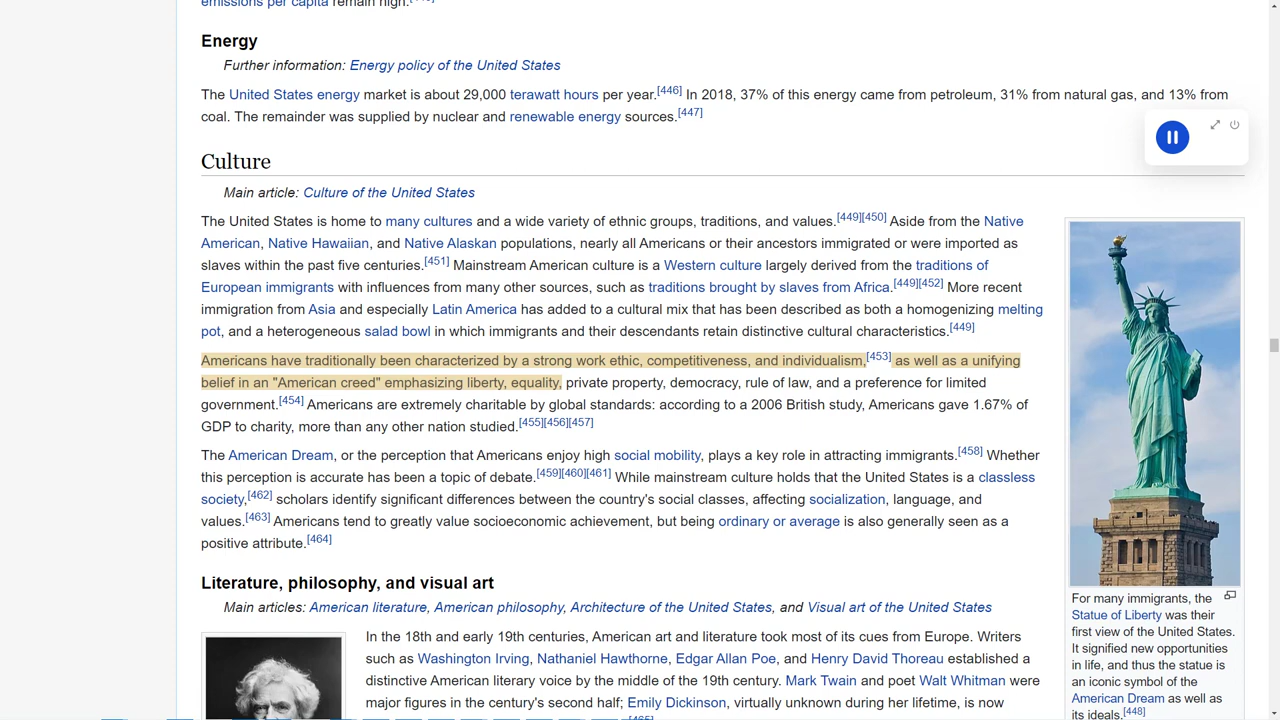 emissions per capita remain high.
Energy
Further information: Energy policy of the United States
The United States energy market is about 29,000 terawatt hours per year.[446] In 2018, 37% of this energy came from petroleum, 31% from natural gas, and 13% from
coal. The remainder was supplied by nuclear and renewable energy sources.[447]
Culture
Main article: Culture of the United States
The United States is home to many cultures and a wide variety of ethnic groups, traditions, and values.[449][450] Aside from the Native
American, Native Hawaiian, and Native Alaskan populations, nearly all Americans or their ancestors immigrated or were imported as
slaves within the past five centuries.[451] Mainstream American culture is a Western culture largely derived from the traditions of
European immigrants with influences from many other sources, such as traditions brought by slaves from Africa.[449][452] More recent
immigration from Asia and especially Latin America has added to a cultural mix that has been described as both a homogenizing melting
pot, and a heterogeneous salad bowl in which immigrants and their descendants retain distinctive cultural characteristics.[449]
Americans have traditionally been characterized by a strong work ethic, competitiveness, and individualism,[453] as well as a unifying
belief in an "American creed" emphasizing liberty, equality, private property, democracy, rule of law, and a preference for limited
government.[454] Americans are extremely charitable by global standards: according to a 2006 British study, Americans gave 1.67% of
GDP to charity, more than any other nation studied.[455][456][457]
The American Dream, or the perception that Americans enjoy high social mobility, plays a key role in attracting immigrants.[458] Whether
this perception is accurate has been a topic of debate.[459][460][461] While mainstream culture holds that the United States is a classless
society,[462] scholars identify significant differences between the country's social classes, affecting socialization, language, and
values.[463] Americans tend to greatly value socioeconomic achievement, but being ordinary or average is also generally seen as a
positive attribute.[464]
For many immigrants, the
Statue of Liberty was their
first view of the United States.
It signified new opportunities
in life, and thus the statue is
an iconic symbol of the
American Dream as well as
its ideals.[448]
Literature, philosophy, and visual art
Main articles: American literature, American philosophy, Architecture of the United States, and Visual art of the United States
In the 18th and early 19th centuries, American art and literature took most of its cues from Europe. Writers
such as Washington Irving, Nathaniel Hawthorne, Edgar Allan Poe, and Henry David Thoreau established a
distinctive American literary voice by the middle of the 19th century. Mark Twain and poet Walt Whitman were
major figures in the century's second half; Emily Dickinson, virtually unknown during her lifetime, is now